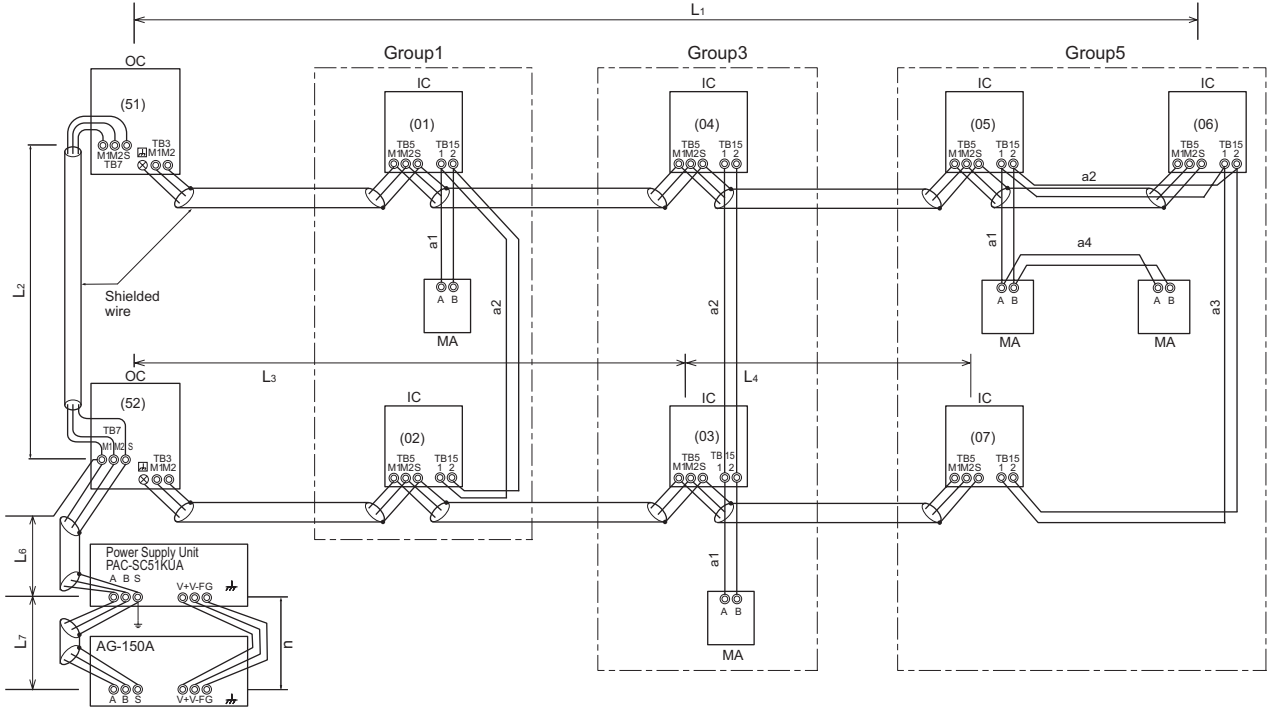 L1
Group1
Group3
Group5
OC
(51)
M1M2S
TB7
TB3
M1M2
IC
(01)
TB5
M1M2S
TB15
1 2
IC
(04)
TB5
M1M2S
TB15
1 2
IC
(05)
TB5
M1M2S
TB15
1 2
IC
(06)
TB5
M1M2S
TB15
1 2
a2
a1
a4
L2
Shielded
wire
a1
A B
MA
a2
a2
A B
MA
A B
MA
a3
L3
L4
OC
(52)
TB7
M1M2 S
TB3
M1M2
IC
(02)
TB5
M1M2S
TB15
1 2
IC
(03)
TB5
M1M2S
TB15
1 2
IC
(07)
TB5
M1M2S
TB15
1 2
L6
Power Supply Unit
PAC-SC51KUA
A B S
V+V-FG
a1
A B
MA
L7
n
AG-150A
A B S
V+V-FG